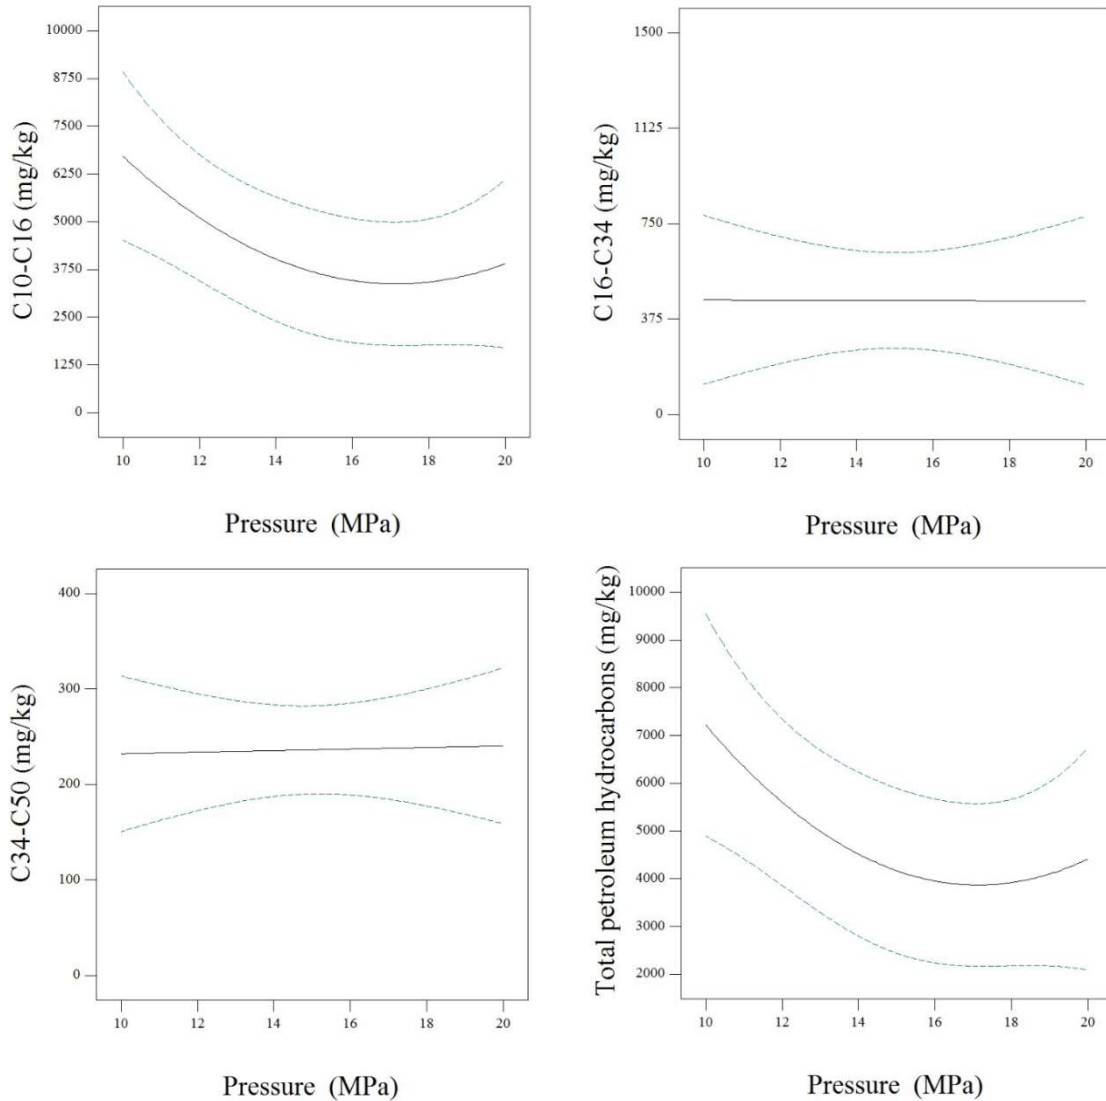 C10-C16 (mg/kg)
10000
8750
7500
6250
5000
3750
2500
1250
0
10 12 14 16 18 20
Pressure (MPa)
C16-C34 (mg/kg)
1500
1125
750
375
0
10 12 14 16 18 20
Pressure (MPa)
C34-C50 (mg/kg)
400
300
200
100
0
10 12 14 16 18 20
Pressure (MPa)
Total petroleum hydrocarbons (mg/kg)
10000
9000
8000
7000
6000
5000
4000
3000
2000
10 12 14 16 18 20
Pressure (MPa)